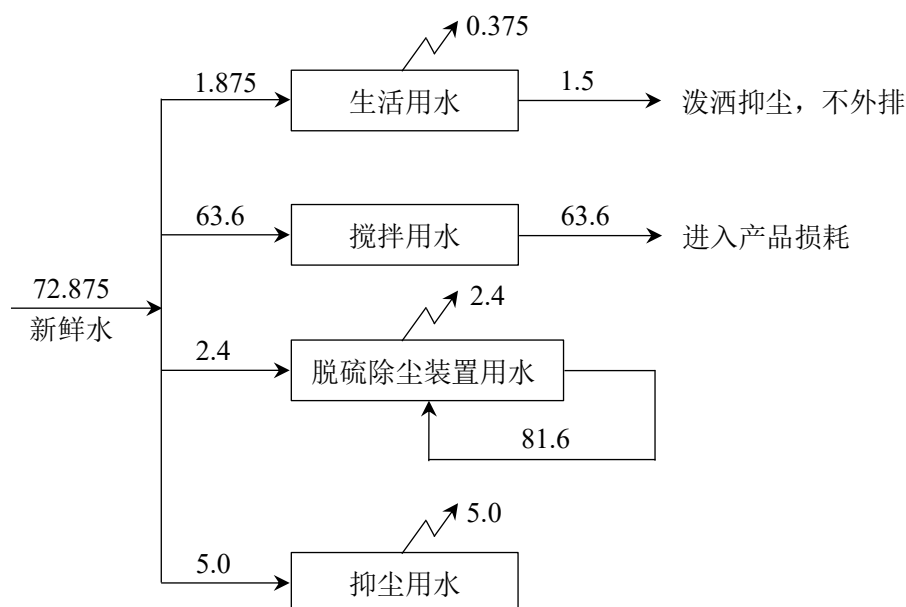 0.375
1.875
生活用水
1.5
泼洒抑尘，不外排
63.6
搅拌用水
63.6
进入产品损耗
72.875
新鲜水
2.4
2.4
脱硫除尘装置用水
81.6
5.0
5.0
抑尘用水